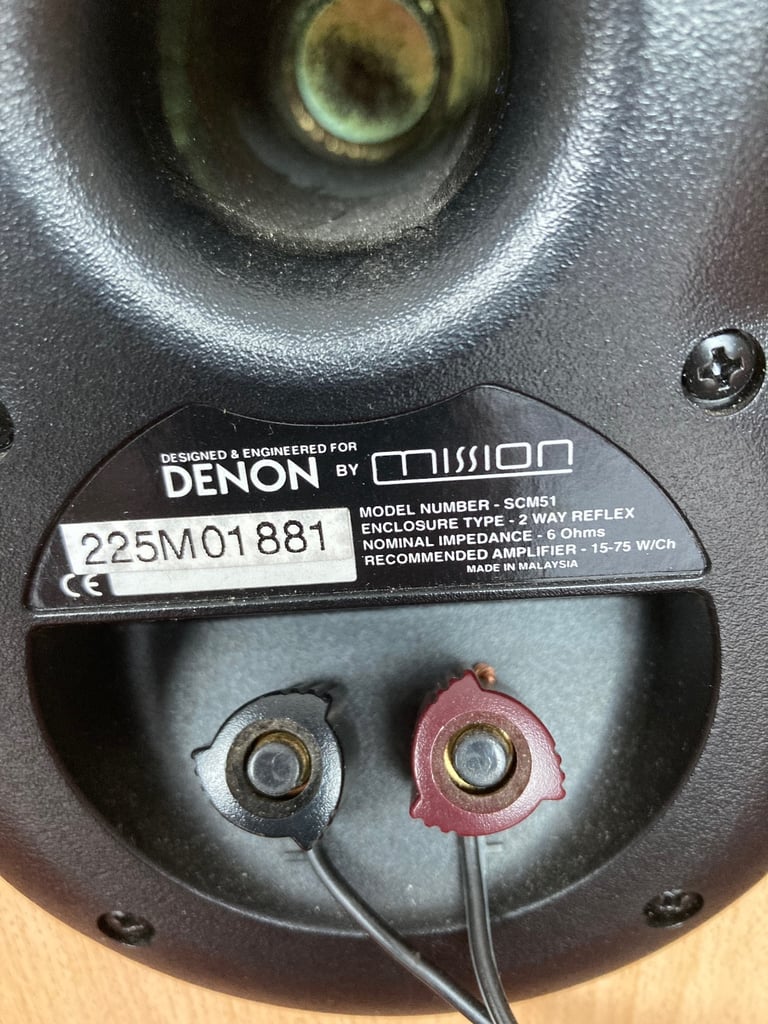 DESIGNED & ENGINEERED FOR
DENON BY mission
225M01881
CE
MODEL NUMBER - SCM51
ENCLOSURE TYPE - 2 WAY REFLEX
NOMINAL IMPEDANCE - 6 Ohms
RECOMMENDED AMPLIFIER - 15-75 W/Ch
MADE IN MALAYSIA